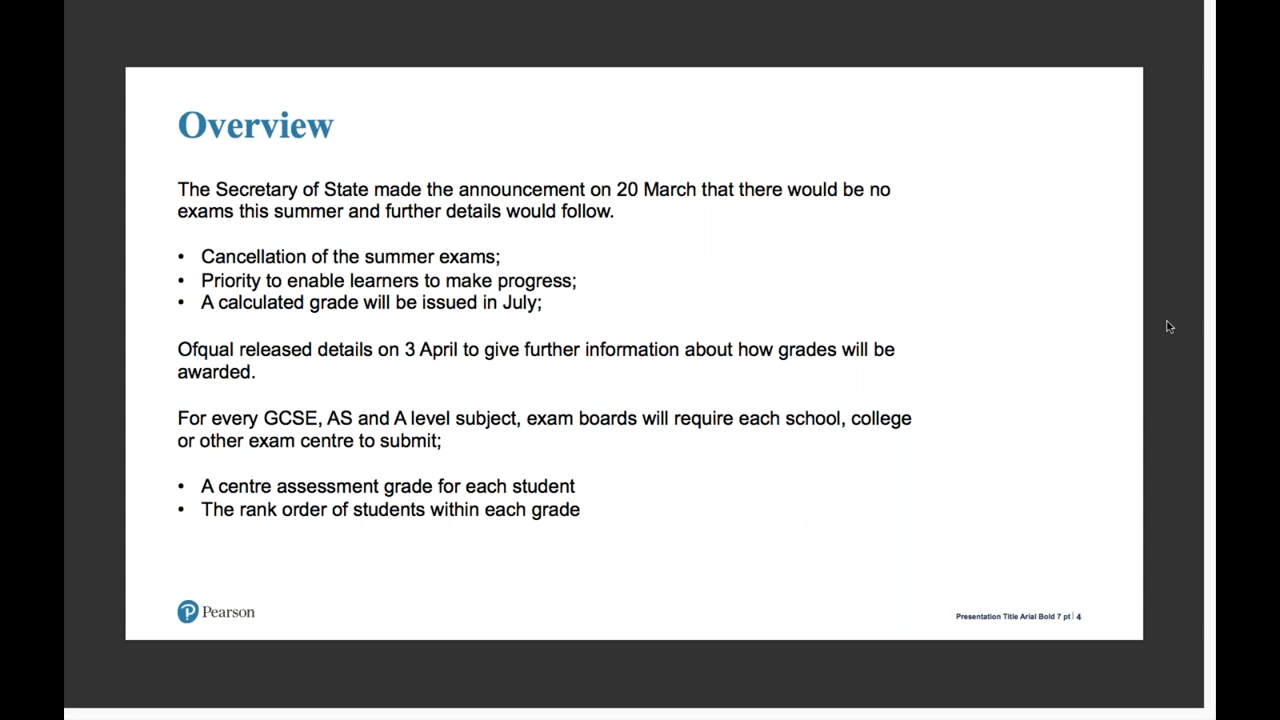 Overview
The Secretary of State made the announcement on 20 March that there would be no
exams this summer and further details would follow.
• Cancellation of the summer exams;
• Priority to enable learners to make progress;
• A calculated grade will be issued in July;
Ofqual released details on 3 April to give further information about how grades will be
awarded.
For every GCSE, AS and A level subject, exam boards will require each school, college
or other exam centre to submit;
• A centre assessment grade for each student
• The rank order of students within each grade
Pearson
Presentation Title Arial Bold 7 pt | 4